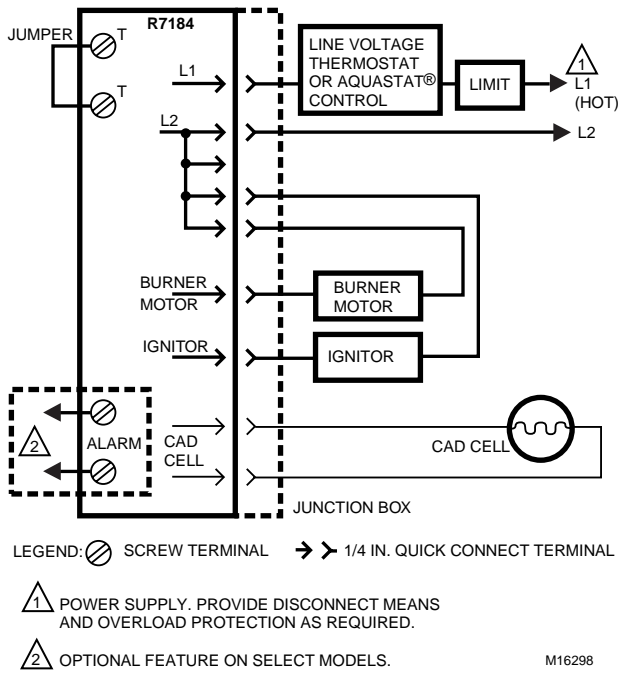 R7184
JUMPER
T
T
L1
LINE VOLTAGE
THERMOSTAT
OR AQUASTAT®
CONTROL
LIMIT
1
L1
(HOT)
L2
L2
BURNER
MOTOR
BURNER
MOTOR
IGNITOR
IGNITOR
2
ALARM
CAD
CELL
CAD CELL
JUNCTION BOX
LEGEND: SCREW TERMINAL 1/4 IN. QUICK CONNECT TERMINAL
1 POWER SUPPLY. PROVIDE DISCONNECT MEANS
AND OVERLOAD PROTECTION AS REQUIRED.
2 OPTIONAL FEATURE ON SELECT MODELS.
M16298